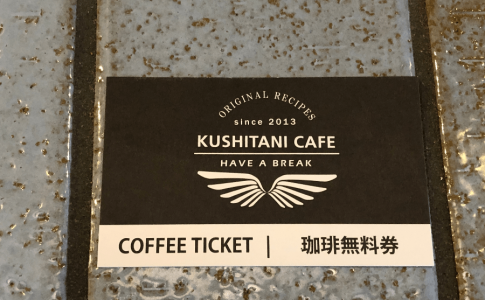 ORIGINAL RECIPES
since 2013
KUSHITANI CAFE
HAVE A BREAK
COFFEE TICKET | 珈琲無料券